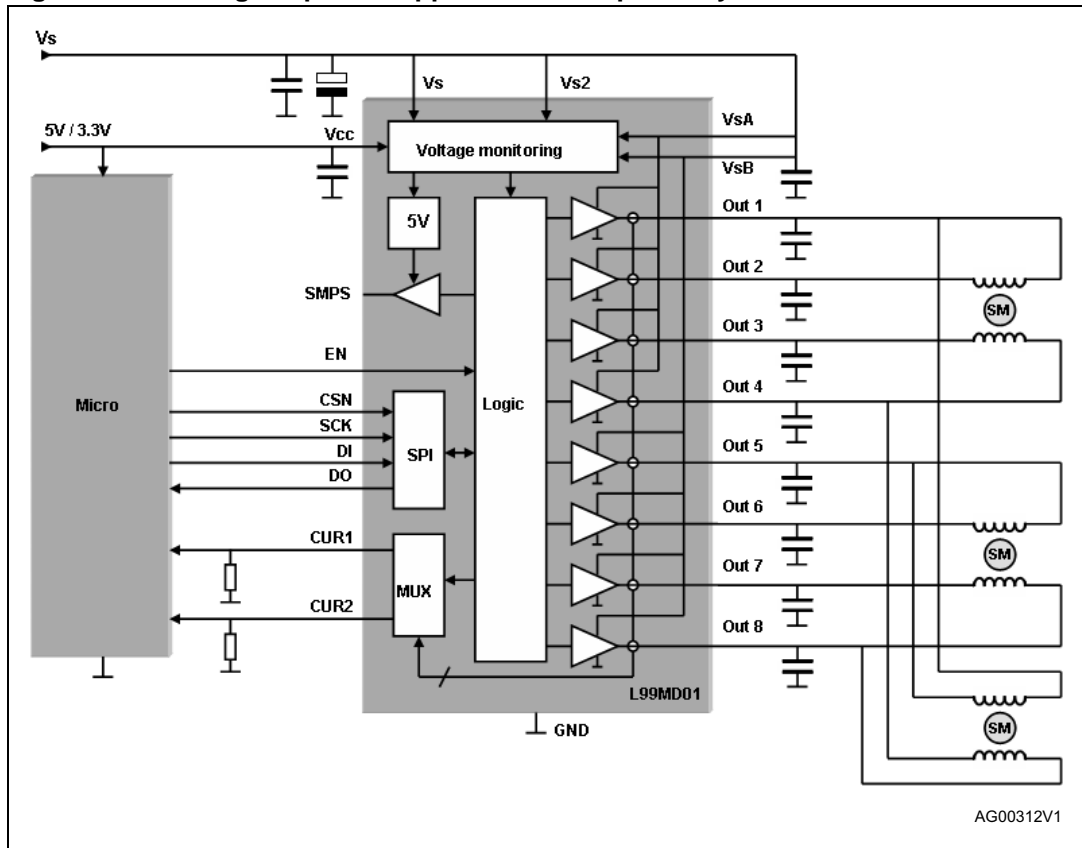 Vs
Vs
Vs2
5V / 3.3V
Vcc
VsA
Voltage monitoring
VsB
Out 1
5V
Out 2
SMPS
SM
Out 3
EN
Out 4
Micro
CSN
Logic
SCK
Out 5
DI
SPI
DO
Out 6
CUR1
SM
Out 7
MUX
CUR2
Out 8
L99MD01
GND
SM
AG00312V1